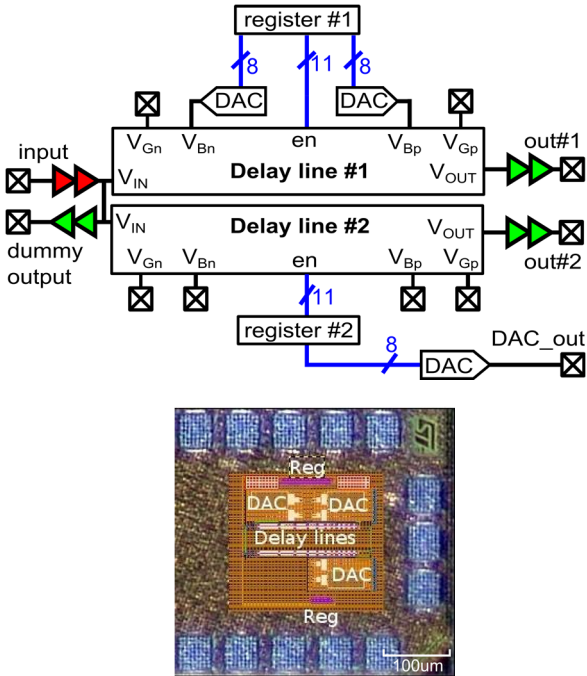 register #1
8
11
8
DAC
DAC
V_Gn
V_Bn
en
V_Bp
V_Gp
input
Delay line #1
V_IN
V_OUT
out#1
V_IN
Delay line #2
V_OUT
dummy
output
V_Gn
V_Bn
en
V_Bp
V_Gp
out#2
11
register #2
8
DAC
DAC_out
ST
Reg
DAC
DAC
Delay lines
DAC
Reg
100um